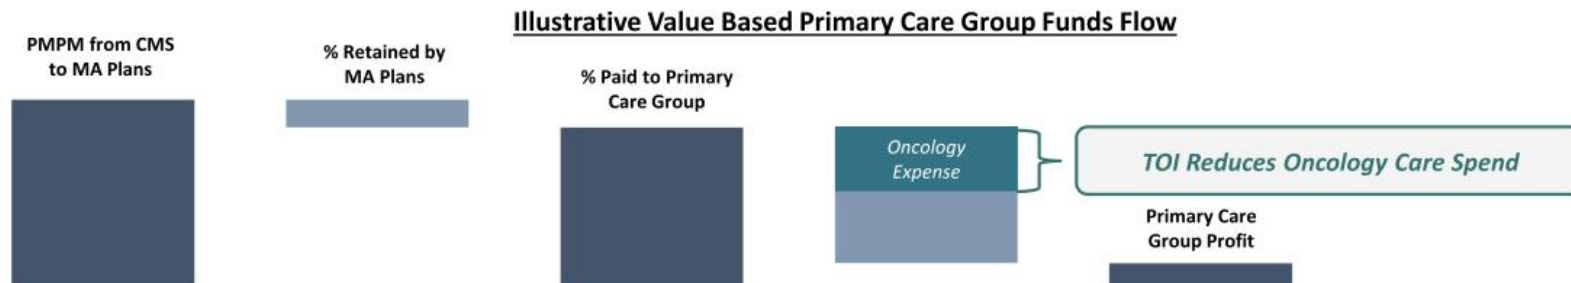 Illustrative Value Based Primary Care Group Funds Flow
PMPM from CMS
to MA Plans
% Retained by
MA Plans
% Paid to Primary
Care Group
Oncology
Expense
TOI Reduces Oncology Care Spend
Primary Care
Group Profit